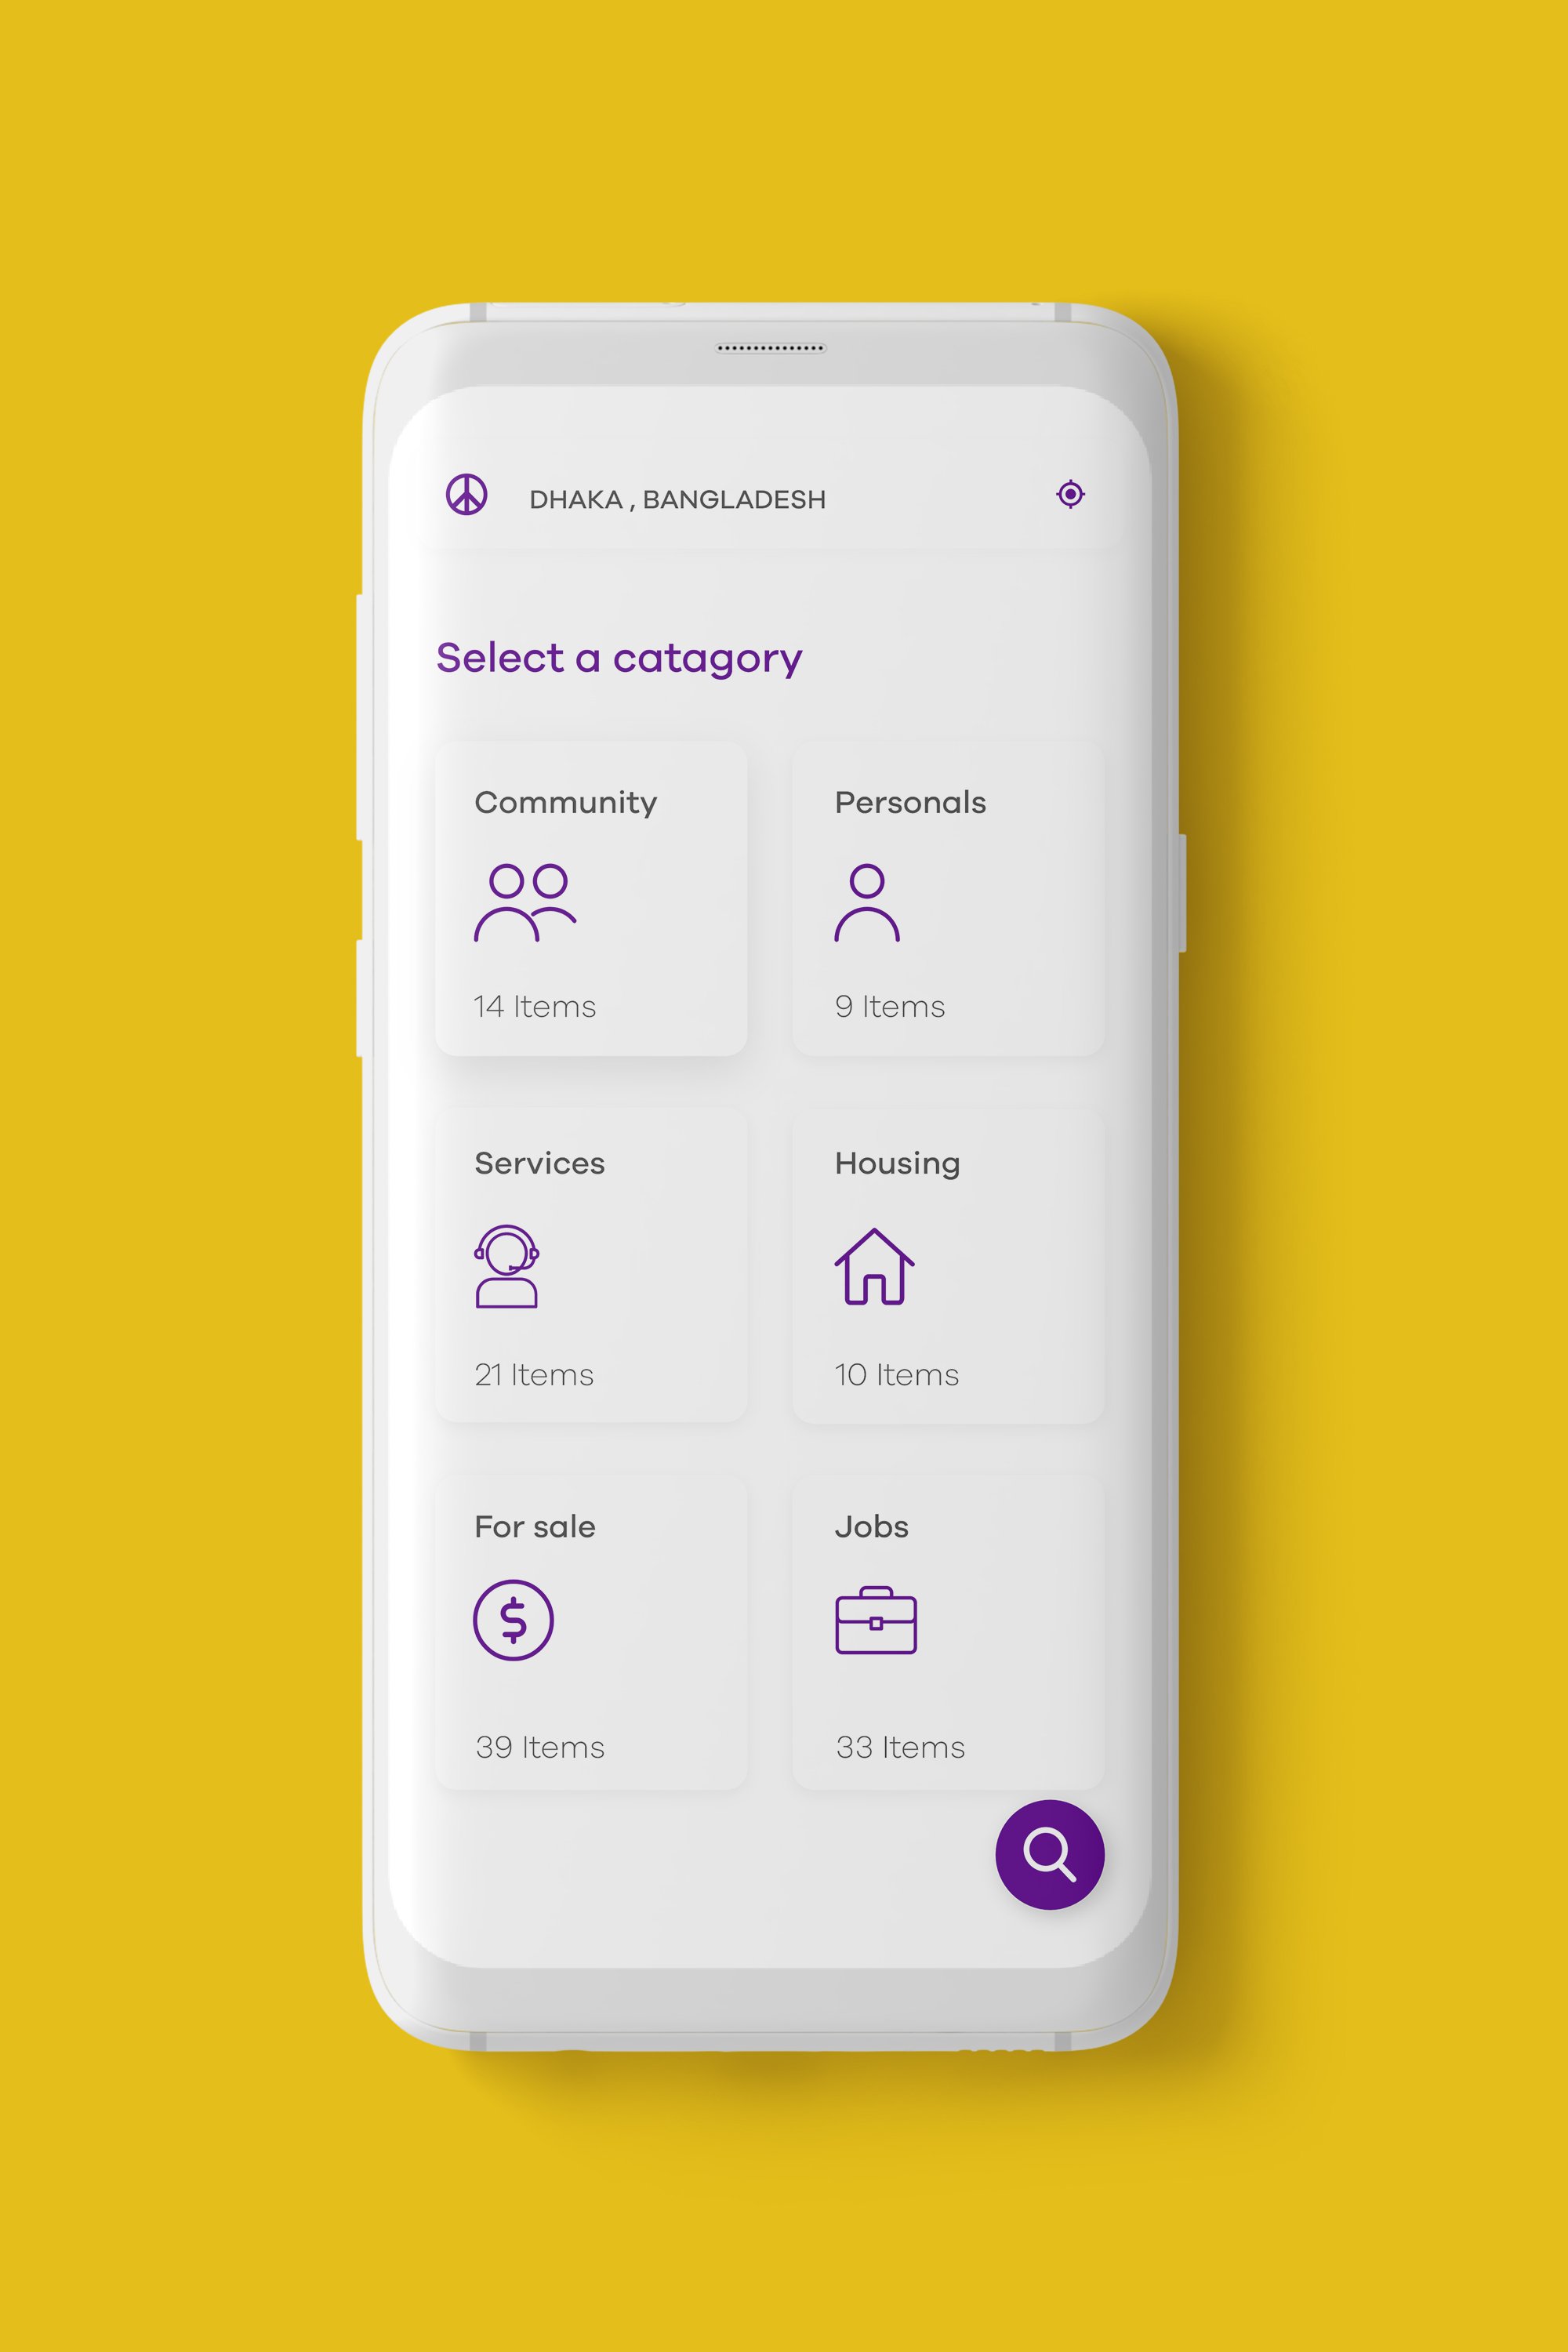 DHAKA , BANGLADESH
Select a catagory
Community
Personals
14 Items
9 Items
Services
Housing
21 Items
10 Items
For sale
Jobs
39 Items
33 Items